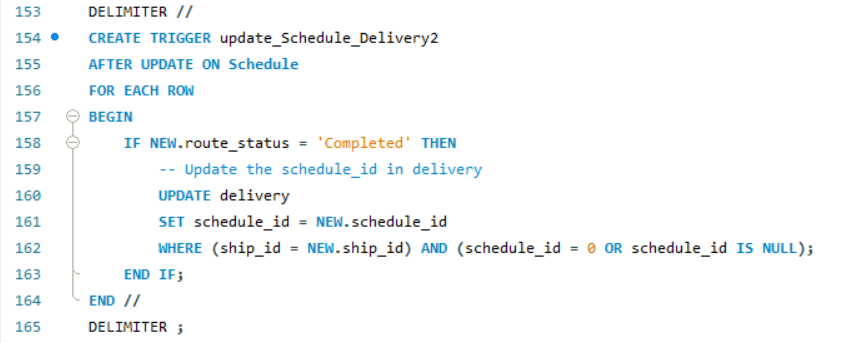 153 DELIMITER //
154 CREATE TRIGGER update_Schedule_Delivery2
155 AFTER UPDATE ON Schedule
156 FOR EACH ROW
157 BEGIN
158 IF NEW.route_status = 'Completed' THEN
159 -- Update the schedule_id in delivery
160 UPDATE delivery
161 SET schedule_id = NEW.schedule_id
162 WHERE (ship_id = NEW.ship_id) AND (schedule_id = 0 OR schedule_id IS NULL);
163 END IF;
164 END //
165 DELIMITER ;